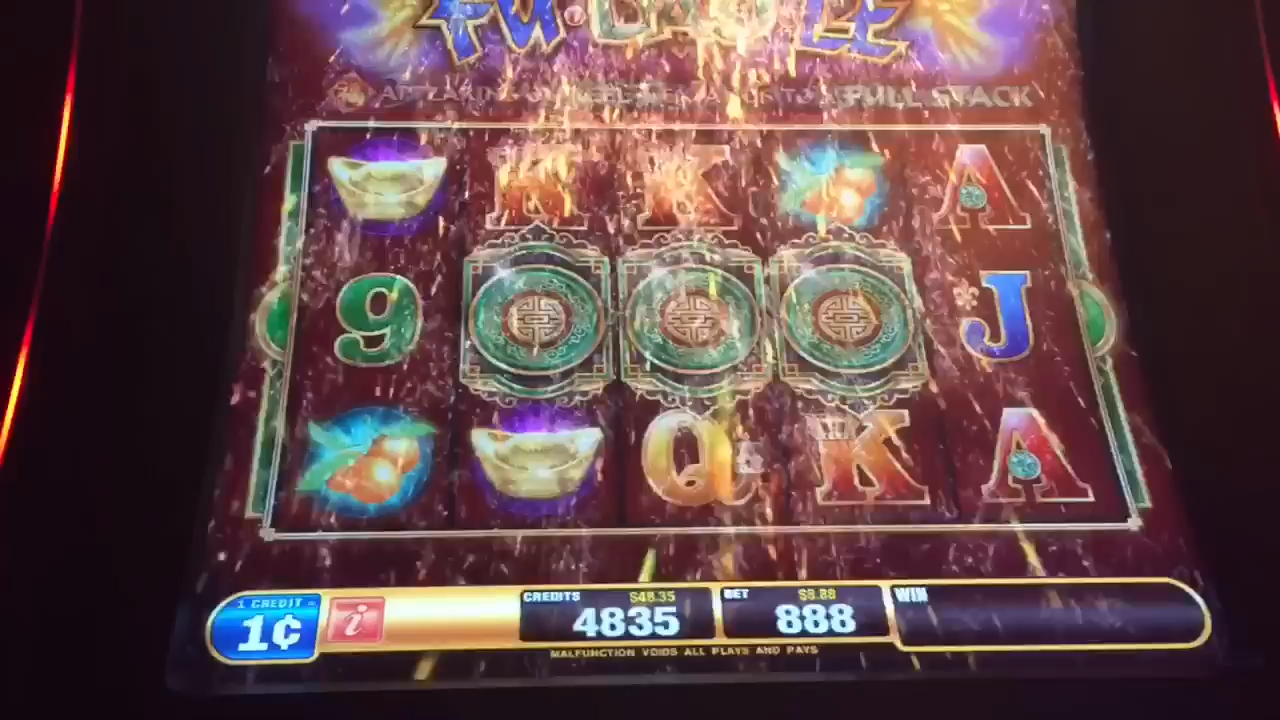 FU·DAO·LE
FULL STACK
K K A
9 J
Q K A
1 CREDIT =
1¢
i
CREDITS $48.35 BET $8.88 WIN
4835 888
MALFUNCTION VOIDS ALL PLAYS AND PAYS